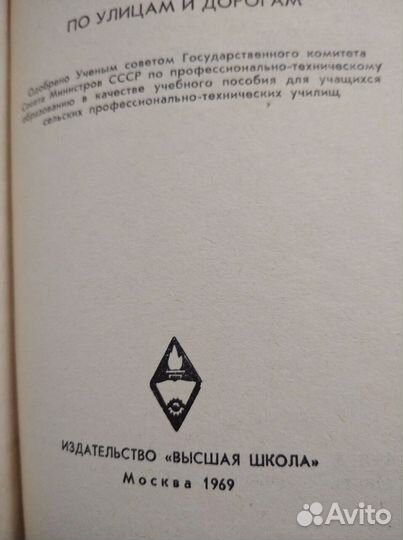 ПО УЛИЦАМ И ДОРОГАМ
Одобрено Ученым советом Государственного комитета
Совета Министров СССР по профессионально-техническому
образованию в качестве учебного пособия для учащихся
сельских профессионально-технических училищ
ИЗДАТЕЛЬСТВО «ВЫСШАЯ ШКОЛА»
Москва 1969
Avito